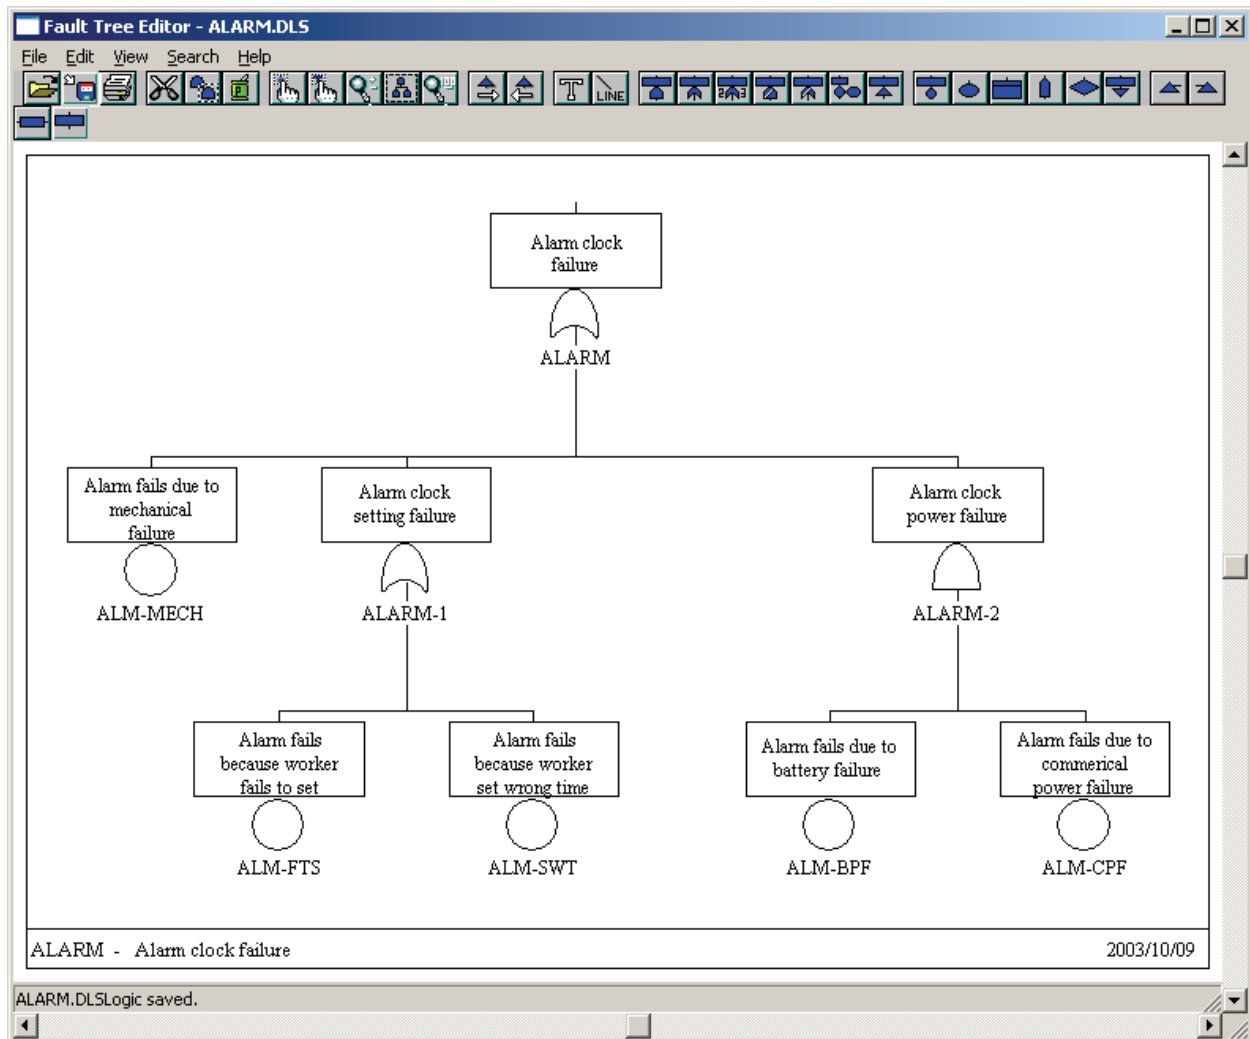 Fault Tree Editor - ALARM.DLS
File Edit View Search Help
T LINE 2/3
Alarm clock
failure
ALARM
Alarm fails due to
mechanical
failure
ALM-MECH
Alarm clock
setting failure
ALARM-1
Alarm clock
power failure
ALARM-2
Alarm fails
because worker
fails to set
ALM-FTS
Alarm fails
because worker
set wrong time
ALM-SWT
Alarm fails due to
battery failure
ALM-BPF
Alarm fails due to
commerical
power failure
ALM-CPF
ALARM - Alarm clock failure 2003/10/09
ALARM.DLSLogic saved.